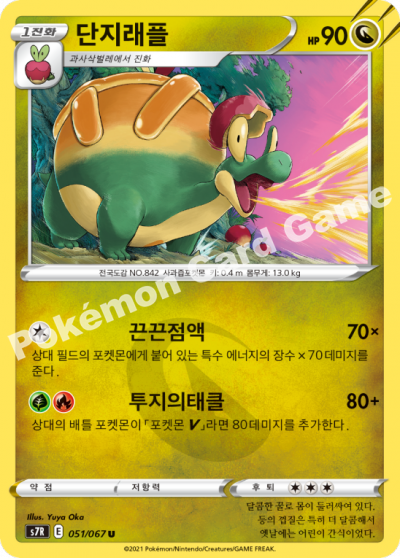 1진화
단지래플
HP 90
과사삭벌레에서 진화
전국도감 NO.842 사과즙포켓몬 키: 0.4 m 몸무게: 13.0 kg
Pokémon Card Game
끈끈점액 70×
상대 필드의 포켓몬에게 붙어 있는 특수 에너지의 장수×70데미지를
준다.
투지의태클 80+
상대의 배틀 포켓몬이 「포켓몬 V」라면 80데미지를 추가한다.
약점 저항력 후퇴
Illus. Yuya Oka
s7R E 051/067 U
달콤한 꿀로 몸이 둘러싸여 있다.
등의 껍질은 특히 더 달콤해서
옛날에는 어린이 간식이었다.
©2021 Pokémon/Nintendo/Creatures/GAME FREAK.